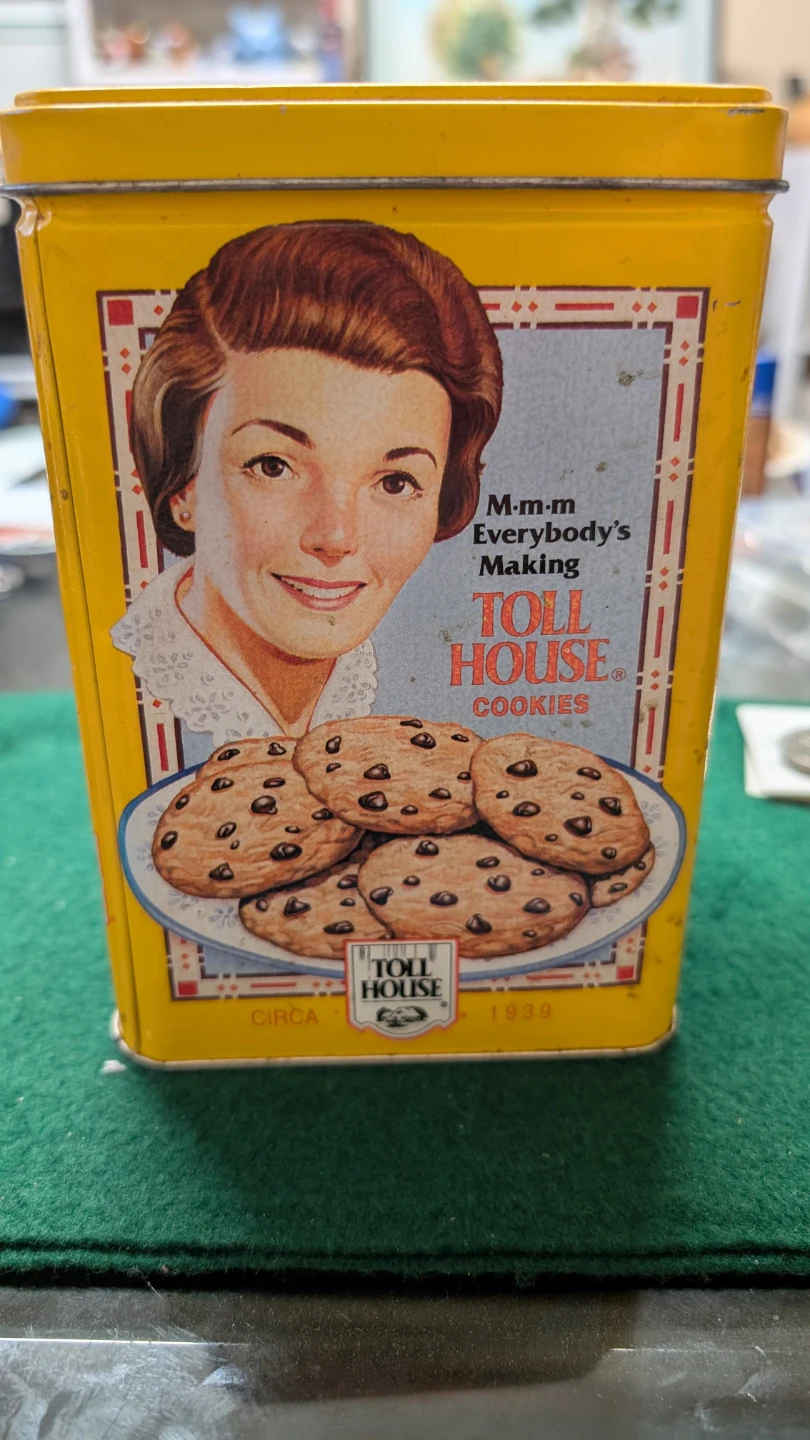 M·m·m
Everybody's
Making
TOLL
HOUSE®
COOKIES
TOLL
HOUSE®
CIRCA 1939